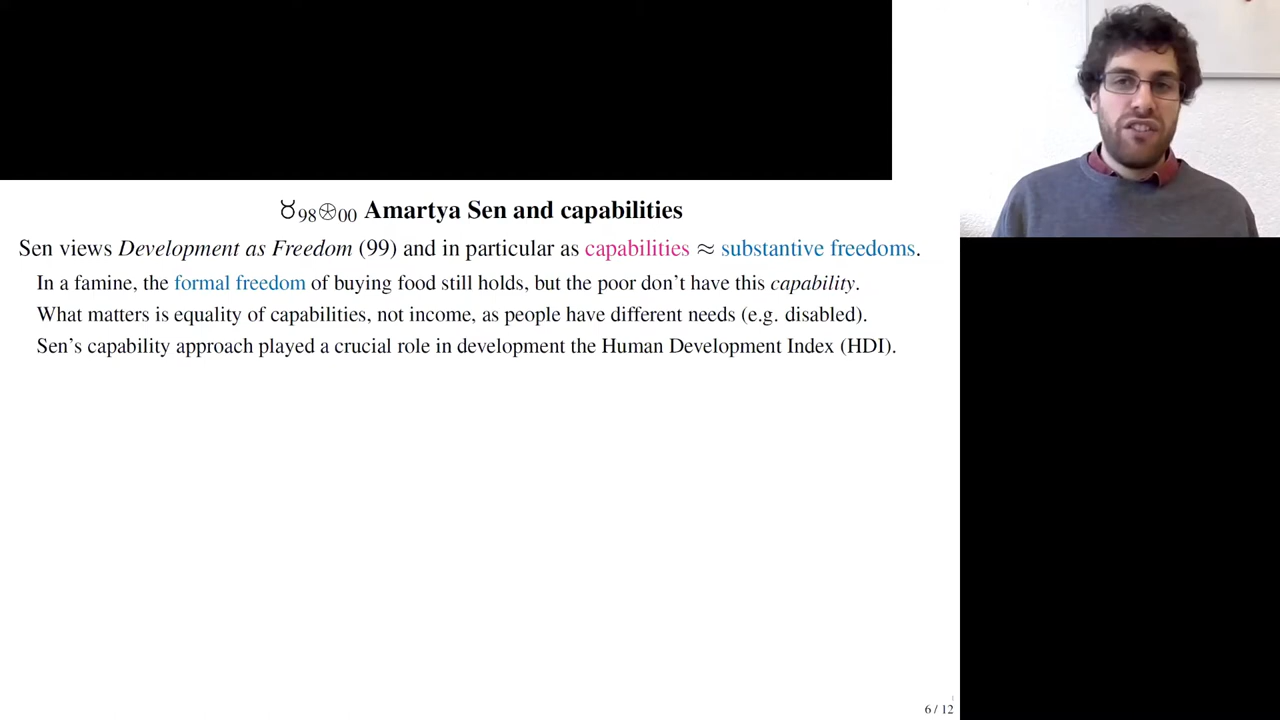 ♉98⊛00 Amartya Sen and capabilities
Sen views Development as Freedom (99) and in particular as capabilities ≈ substantive freedoms.
In a famine, the formal freedom of buying food still holds, but the poor don't have this capability.
What matters is equality of capabilities, not income, as people have different needs (e.g. disabled).
Sen's capability approach played a crucial role in development the Human Development Index (HDI).
6 / 12